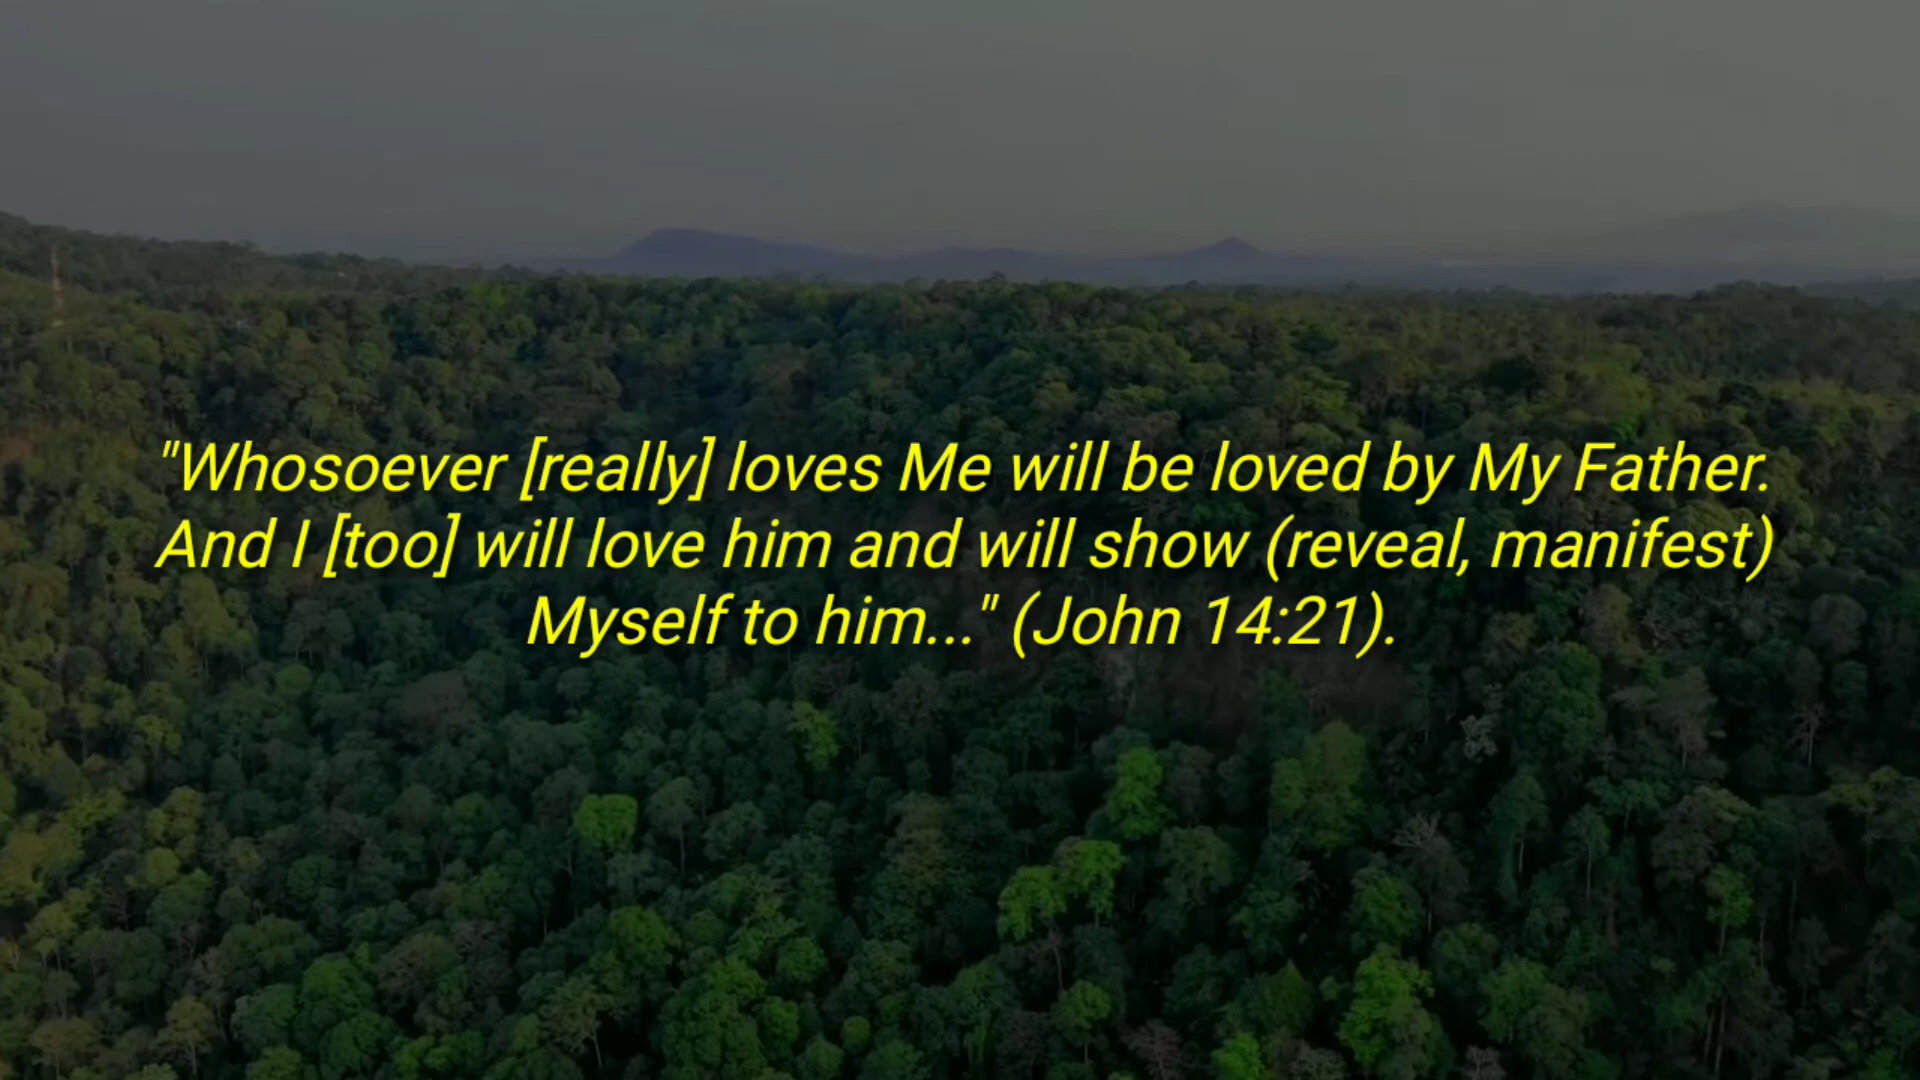 "Whosoever [really] loves Me will be loved by My Father.
And I [too] will love him and will show (reveal, manifest)
Myself to him..." (John 14:21).